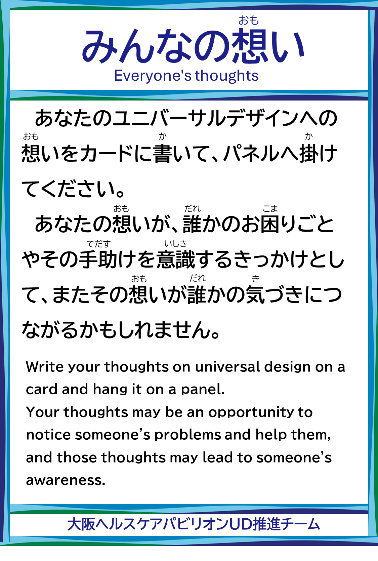 みんなの想い
おも
Everyone's thoughts
あなたのユニバーサルデザインへの
おも か か
想いをカードに書いて、パネルへ掛け
てください。
おも だれ こま
あなたの想いが、誰かのお困りごと
てだす いしき
やその手助けを意識するきっかけとし
おも だれ き
て、またその想いが誰かの気づきにつ
ながるかもしれません。
Write your thoughts on universal design on a
card and hang it on a panel.
Your thoughts may be an opportunity to
notice someone's problems and help them,
and those thoughts may lead to someone's
awareness.
大阪ヘルスケアパビリオンUD推進チーム